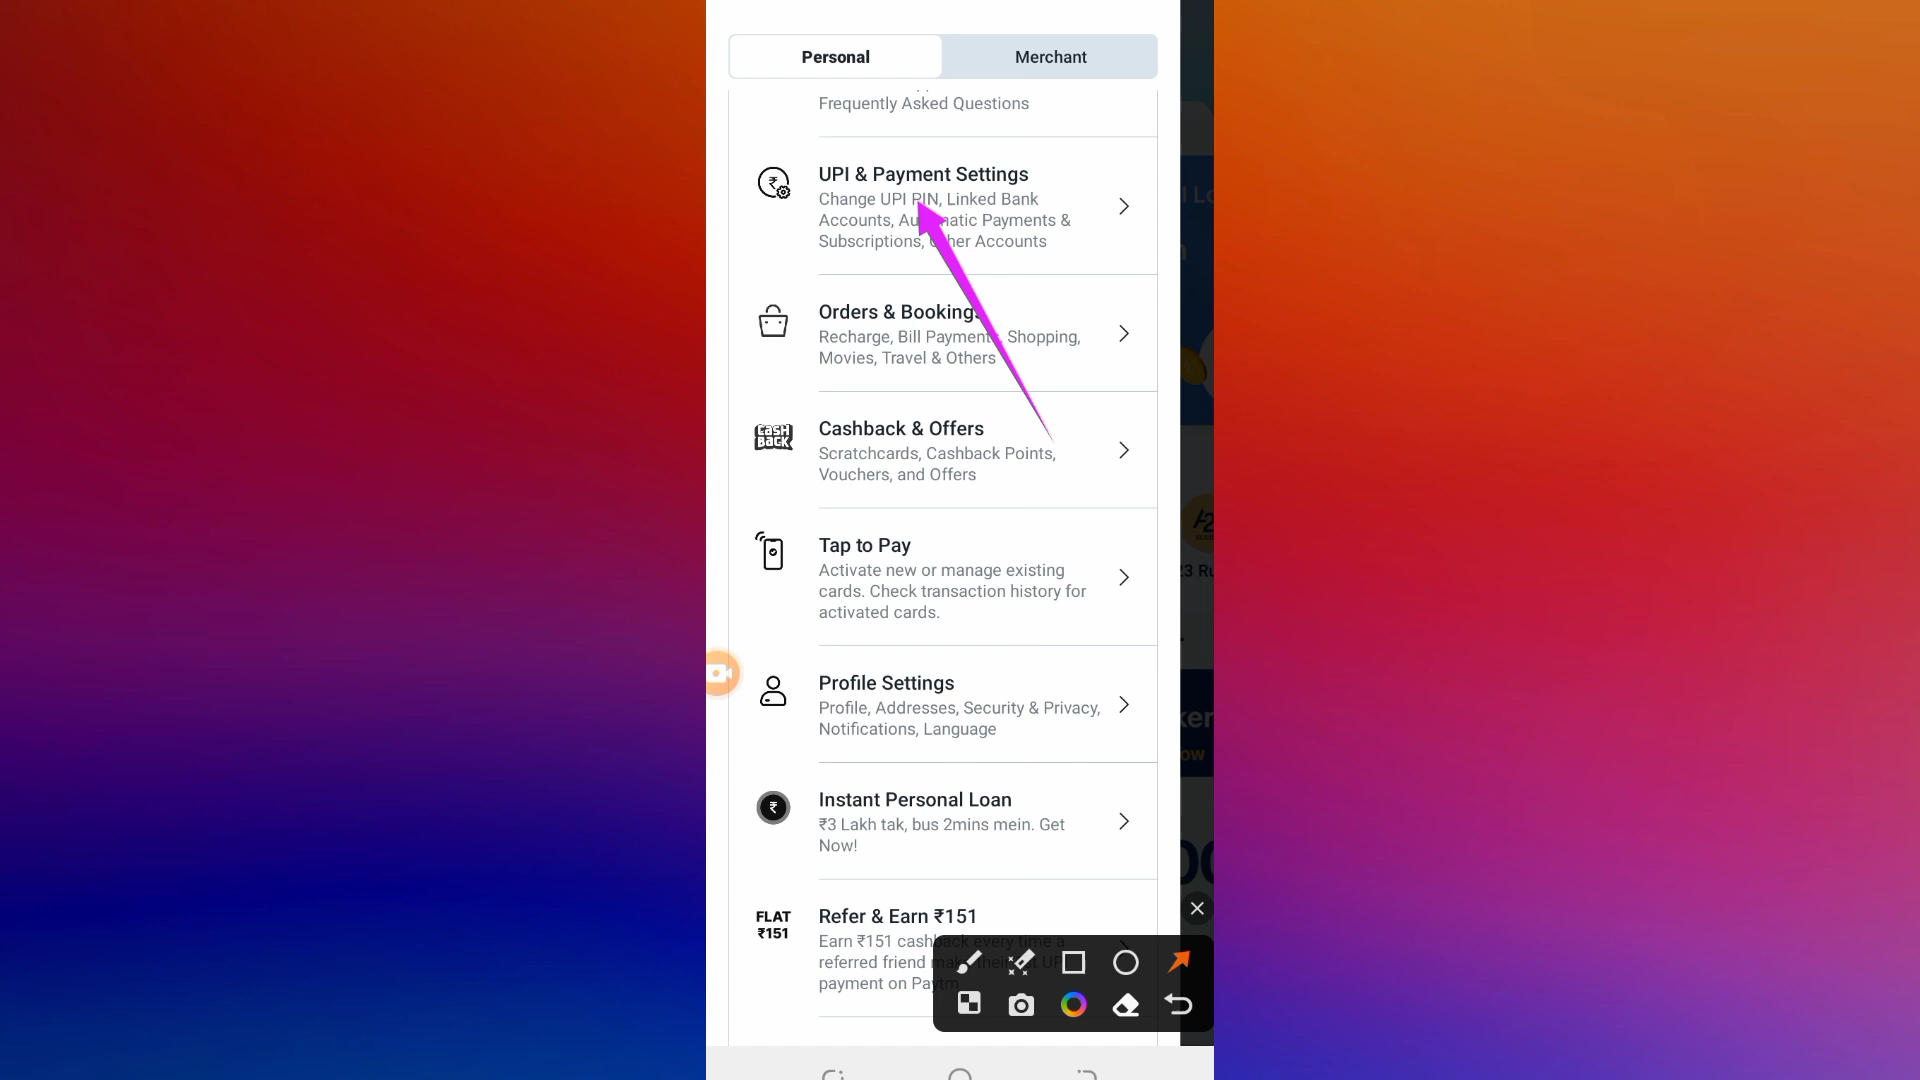 Personal
Merchant
Frequently Asked Questions
UPI & Payment Settings
Change UPI PIN, Linked Bank
Accounts, Automatic Payments &
Subscriptions, Other Accounts
Orders & Bookings
Recharge, Bill Payments, Shopping,
Movies, Travel & Others
CASH
BACK
Cashback & Offers
Scratchcards, Cashback Points,
Vouchers, and Offers
Tap to Pay
Activate new or manage existing
cards. Check transaction history for
activated cards.
Profile Settings
Profile, Addresses, Security & Privacy,
Notifications, Language
₹
Instant Personal Loan
₹3 Lakh tak, bus 2mins mein. Get
Now!
FLAT
₹151
Refer & Earn ₹151
Earn ₹151 cashback every time a
referred friend make their
payment on Paytm